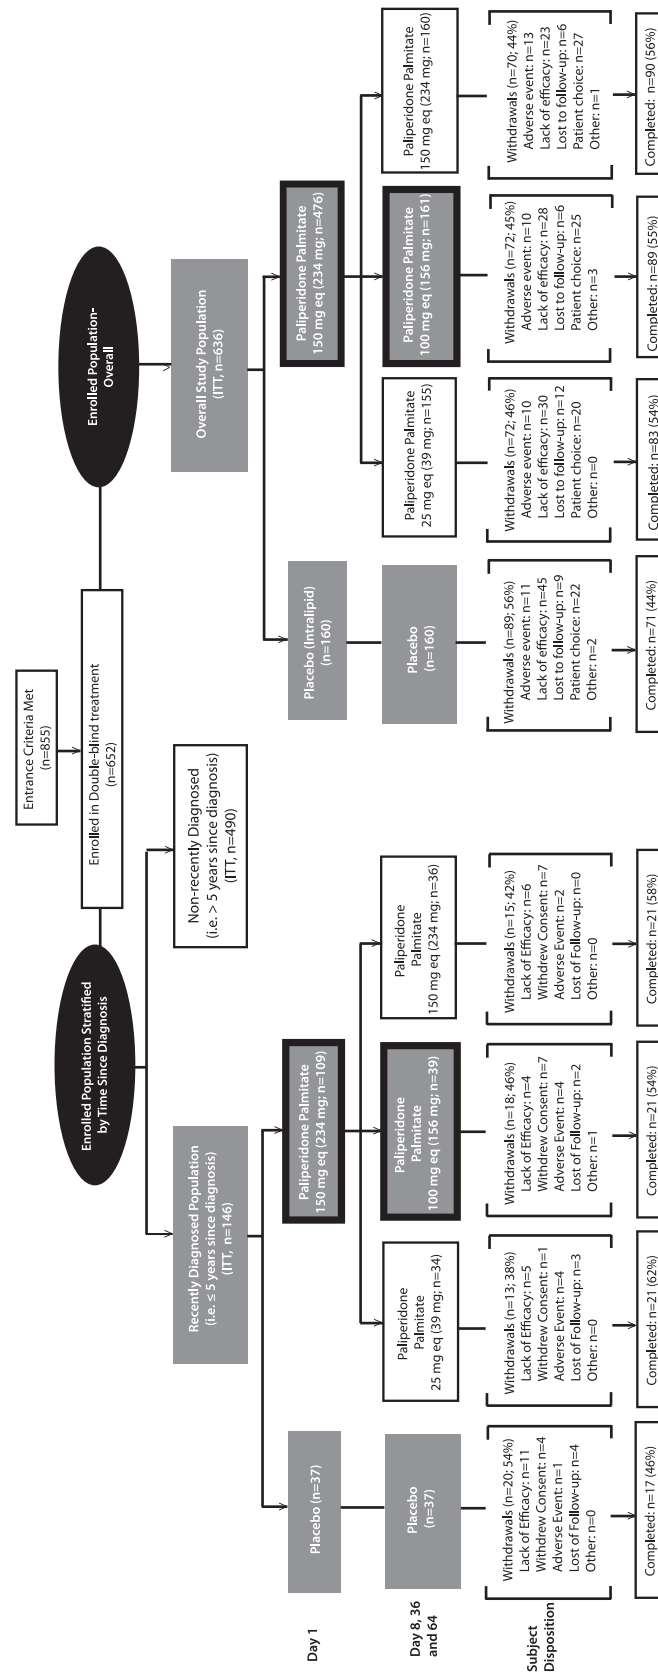 Entrance Criteria Met
(n=855)
Enrolled in Double-blind treatment
(n=652)
Enrolled Population Stratified
by Time Since Diagnosis
Enrolled Population-
Overall
Recently Diagnosed Population
(i.e. ≤ 5 years since diagnosis)
(ITT, n=146)
Non-recently Diagnosed
(i.e. > 5 years since diagnosis)
(ITT, n=490)
Overall Study Population
(ITT, n=636)
Day 1
Placebo (n=37)
Paliperidone Palmitate
150 mg eq (234 mg; n=109)
Placebo (Intralipid)
(n=160)
Paliperidone Palmitate
150 mg eq (234 mg; n=476)
Day 8, 36
and 64
Placebo
(n=37)
Paliperidone
Palmitate
25 mg eq (39 mg; n=34)
Paliperidone
Palmitate
100 mg eq (156 mg; n=39)
Paliperidone
Palmitate
150 mg eq (234 mg; n=36)
Placebo
(n=160)
Paliperidone Palmitate
25 mg eq (39 mg; n=155)
Paliperidone Palmitate
100 mg eq (156 mg; n=161)
Paliperidone Palmitate
150 mg eq (234 mg; n=160)
Subject
Disposition
Withdrawals (n=20; 54%)
Lack of Efficacy: n=11
Withdrew Consent: n=4
Adverse Event: n=1
Lost of Follow-up: n=4
Other: n=0
Withdrawals (n=13; 38%)
Lack of Efficacy: n=5
Withdrew Consent: n=1
Adverse Event: n=4
Lost of Follow-up: n=3
Other: n=0
Withdrawals (n=18; 46%)
Lack of Efficacy: n=4
Withdrew Consent: n=7
Adverse Event: n=4
Lost of Follow-up: n=2
Other: n=1
Withdrawals (n=15; 42%)
Lack of Efficacy: n=6
Withdrew Consent: n=7
Adverse Event: n=2
Lost of Follow-up: n=0
Other: n=0
Withdrawals (n=89; 56%)
Adverse event: n=11
Lack of efficacy: n=45
Lost to follow-up: n=9
Patient choice: n=22
Other: n=2
Withdrawals (n=72; 46%)
Adverse event: n=10
Lack of efficacy: n=30
Lost to follow-up: n=12
Patient choice: n=20
Other: n=0
Withdrawals (n=72; 45%)
Adverse event: n=10
Lack of efficacy: n=28
Lost to follow-up: n=6
Patient choice: n=25
Other: n=3
Withdrawals (n=70; 44%)
Adverse event: n=13
Lack of efficacy: n=23
Lost to follow-up: n=6
Patient choice: n=27
Other: n=1
Completed: n=17 (46%)
Completed: n=21 (62%)
Completed: n=21 (54%)
Completed: n=21 (58%)
Completed: n=71 (44%)
Completed: n=83 (54%)
Completed: n=89 (55%)
Completed: n=90 (56%)